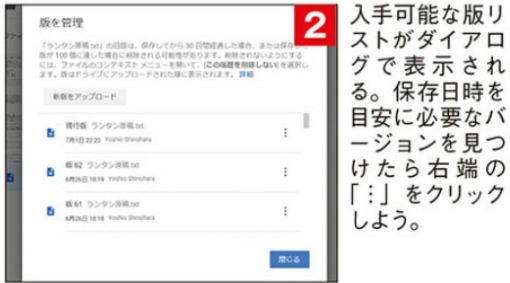 版を管理
2
「ランタン原稿.txt」の旧版は、保存してから 30 日間経過した場合、または保存し
版が 100 個に達した場合に削除される可能性があります。削除されないようにする
には、ファイルのコンテキスト メニューを開いて、[この履歴を削除しない] を選択し
ます。版はドライブにアップロードされた順に表示されます。 詳細
新版をアップロード
現行版 ランタン原稿.txt
7月1日 22:20 Yoshio Shinohara
版 62 ランタン原稿.txt
6月26日 18:19 Yoshio Shinohara
版 61 ランタン原稿.txt
6月26日 18:18 Yoshio Shinohara
閉じる
入手可能な版リ
ストがダイアロ
グで表示され
る。保存日時を
目安に必要なバ
ージョンを見つ
けたら右端の
「⋮」をクリック
しよう。